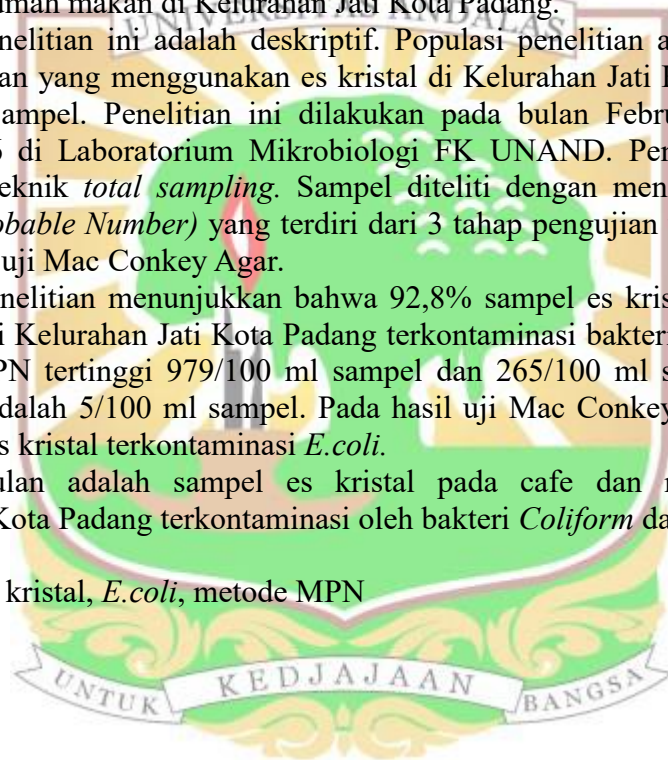 umah makan di Kelurahan Jati Kota Padang.
UNIVERSITAS ANDALAS
nelitian ini adalah deskriptif. Populasi penelitian a
an yang menggunakan es kristal di Kelurahan Jati
ampel. Penelitian ini dilakukan pada bulan Febru
di Laboratorium Mikrobiologi FK UNAND. Pen
eknik total sampling. Sampel diteliti dengan men
obable Number) yang terdiri dari 3 tahap pengujian
uji Mac Conkey Agar.
nelitian menunjukkan bahwa 92,8% sampel es kris
i Kelurahan Jati Kota Padang terkontaminasi bakteri
PN tertinggi 979/100 ml sampel dan 265/100 ml s
dalah 5/100 ml sampel. Pada hasil uji Mac Conkey
s kristal terkontaminasi E.coli.
ulan adalah sampel es kristal pada cafe dan
Kota Padang terkontaminasi oleh bakteri Coliform da
kristal, E.coli, metode MPN
UNTUK KEDJAJAAN BANGSA